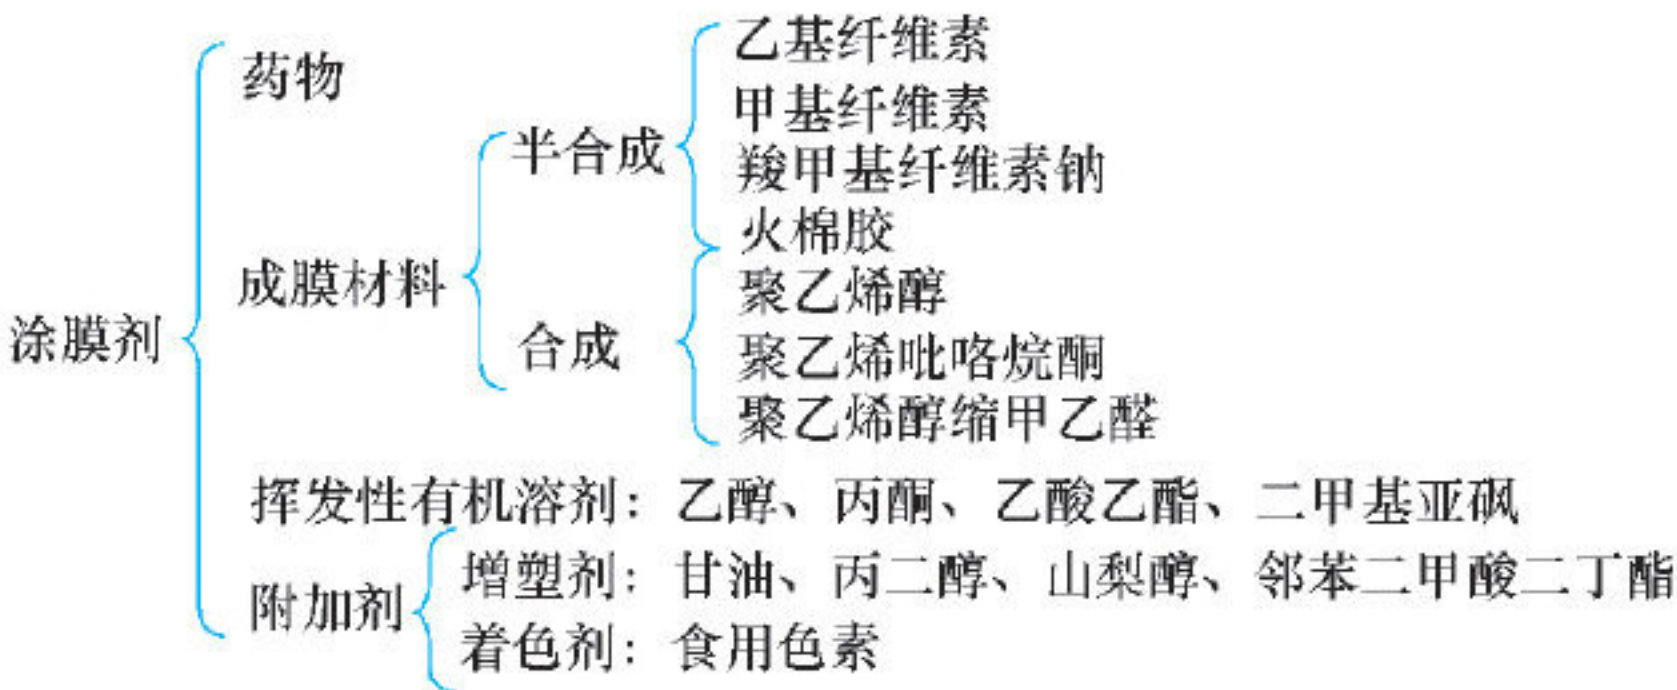 涂膜剂
药物
成膜材料
半合成
乙基纤维素
甲基纤维素
羧甲基纤维素钠
火棉胶
合成
聚乙烯醇
聚乙烯吡咯烷酮
聚乙烯醇缩甲乙醛
挥发性有机溶剂：乙醇、丙酮、乙酸乙酯、二甲基亚砜
附加剂
增塑剂：甘油、丙二醇、山梨醇、邻苯二甲酸二丁酯
着色剂：食用色素